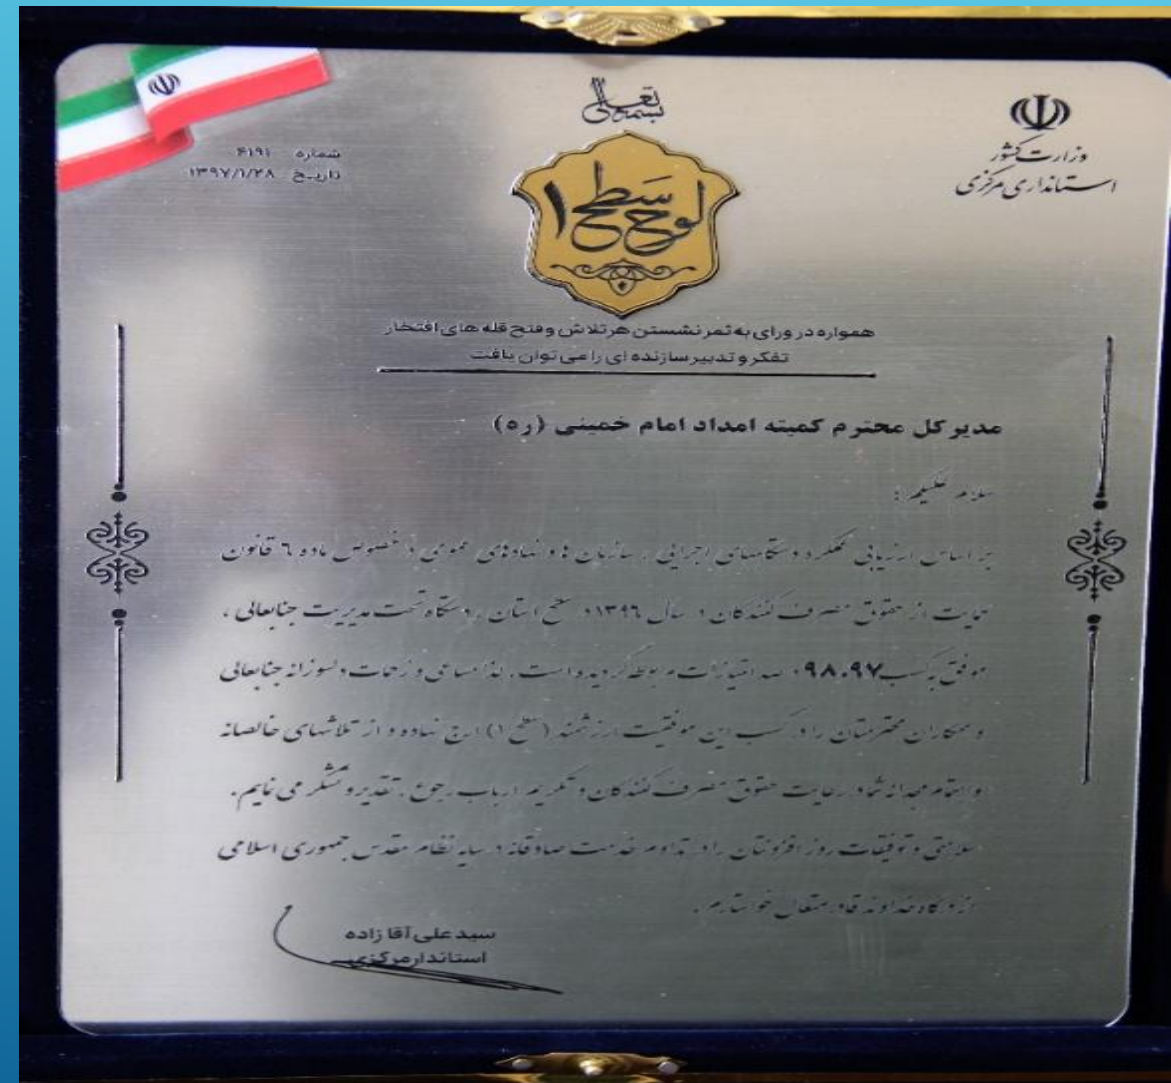 بسمه تعالی
وزارت کشور
استانداری مرکزی
شماره ۴۱۹۱
تاریخ ۱۳۹۷/۱/۲۸
لوح سطح ۱
همواره در ورای به ثمر نشستن هر تلاش و فتح قله های افتخار
تفکر و تدبیر سازنده ای را می توان یافت
مدیر کل محترم کمیته امداد امام خمینی (ره)
سلام علیکم ؛
بر اساس ارزیابی عملکرد دستگاههای اجرایی ، سازمان ها و نهادهای عمومی در خصوص ماده ۶ قانون
حمایت از حقوق مصرف کنندگان در سال ۱۳۹۶ در سطح استان ، دستگاه تحت مدیریت جنابعالی ،
موفق به کسب ۹۸.۹۷ صد امتیازات مربوطه گردیده است . لذا مساعی و زحمات دلسوزانه جنابعالی
و همکاران محترمتان را در کسب این موفقیت ارزشمند (سطح ۱) ارج نهاده و از تلاشهای خالصانه
و اهتمام مجدانه شما در رعایت حقوق مصرف کنندگان و تکریم ارباب رجوع ، تقدیر و تشکر می نمایم .
سلامتی و توفیقات روز افزونتان را در تداوم خدمت صادقانه در سایه نظام مقدس جمهوری اسلامی
از درگاه خداوند قادر متعال خواستارم .
سید علی آقا زاده
استاندار مرکزی